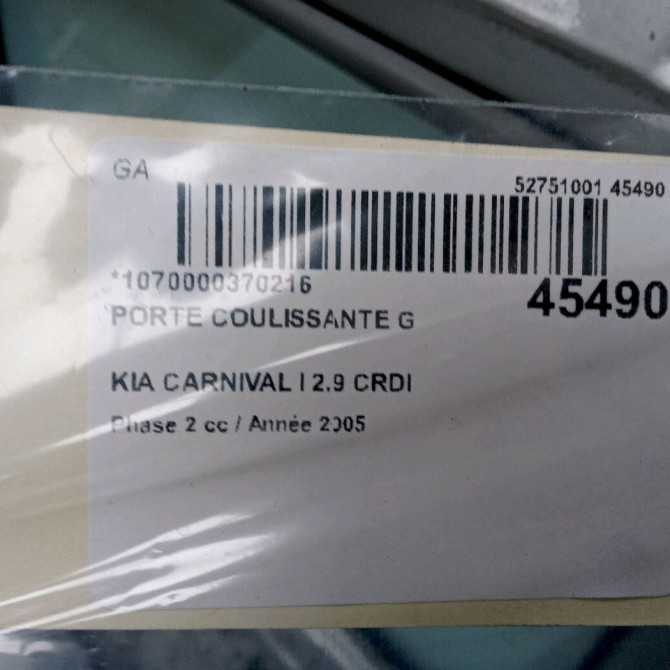 GA
52751001 45490
*1070000370216
45490
PORTE COULISSANTE G
KIA CARNIVAL I 2.9 CRDI
Phase 2 cc / Année 2005